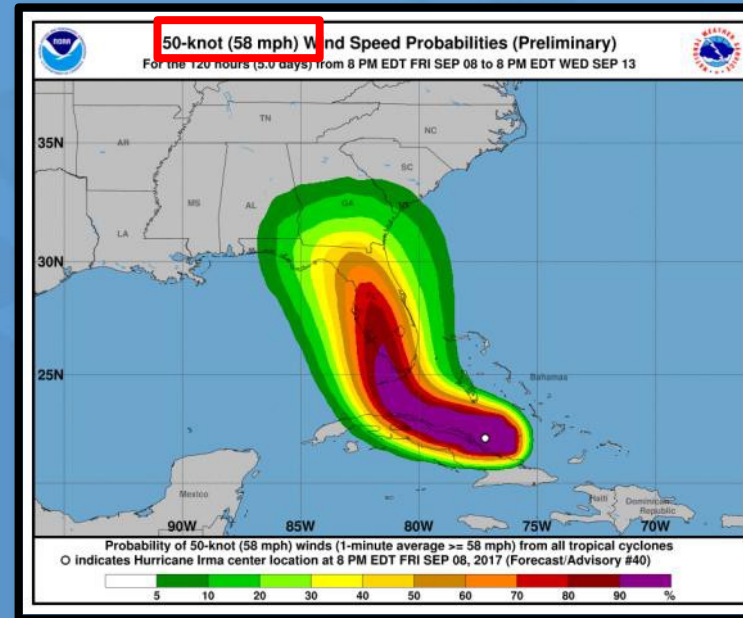 50-knot (58 mph) Wind Speed Probabilities (Preliminary)
For the 120 hours (5.0 days) from 8 PM EDT FRI SEP 08 to 8 PM EDT WED SEP 13
NOAA
NATIONAL WEATHER SERVICE
TN
NC
35N
AR
SC
MS
AL
GA
LA
30N
25N
Bahamas
Mexico
Haiti
Dominican
Republic
90W 85W 80W 75W 70W
Probability of 50-knot (58 mph) winds (1-minute average >= 58 mph) from all tropical cyclones
O indicates Hurricane Irma center location at 8 PM EDT FRI SEP 08, 2017 (Forecast/Advisory #40)
5 10 20 30 40 50 60 70 80 90 %